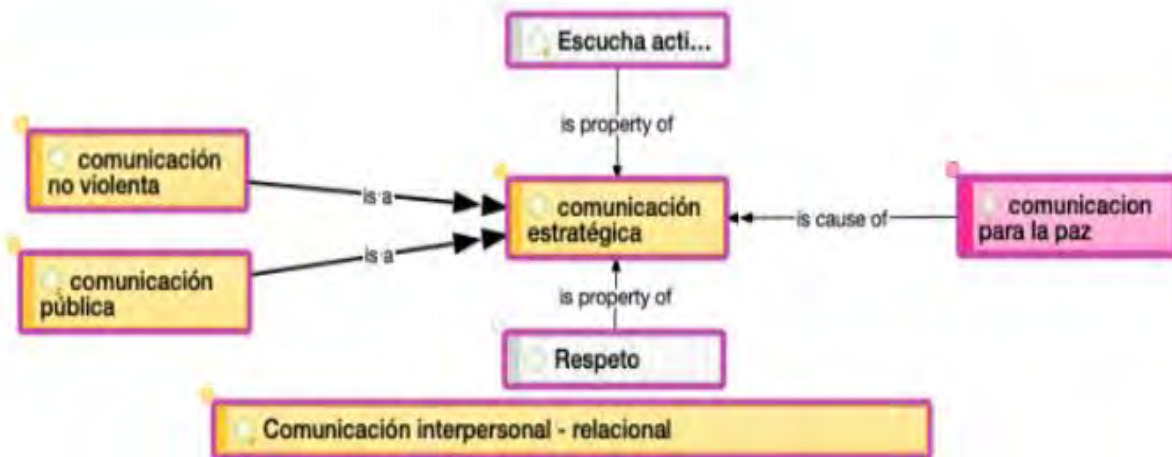 Escucha acti...
is property of
comunicación
no violenta
is a
comunicación
estratégica
is cause of
comunicacion
para la paz
is a
comunicación
pública
is property of
Respeto
Comunicación interpersonal - relacional